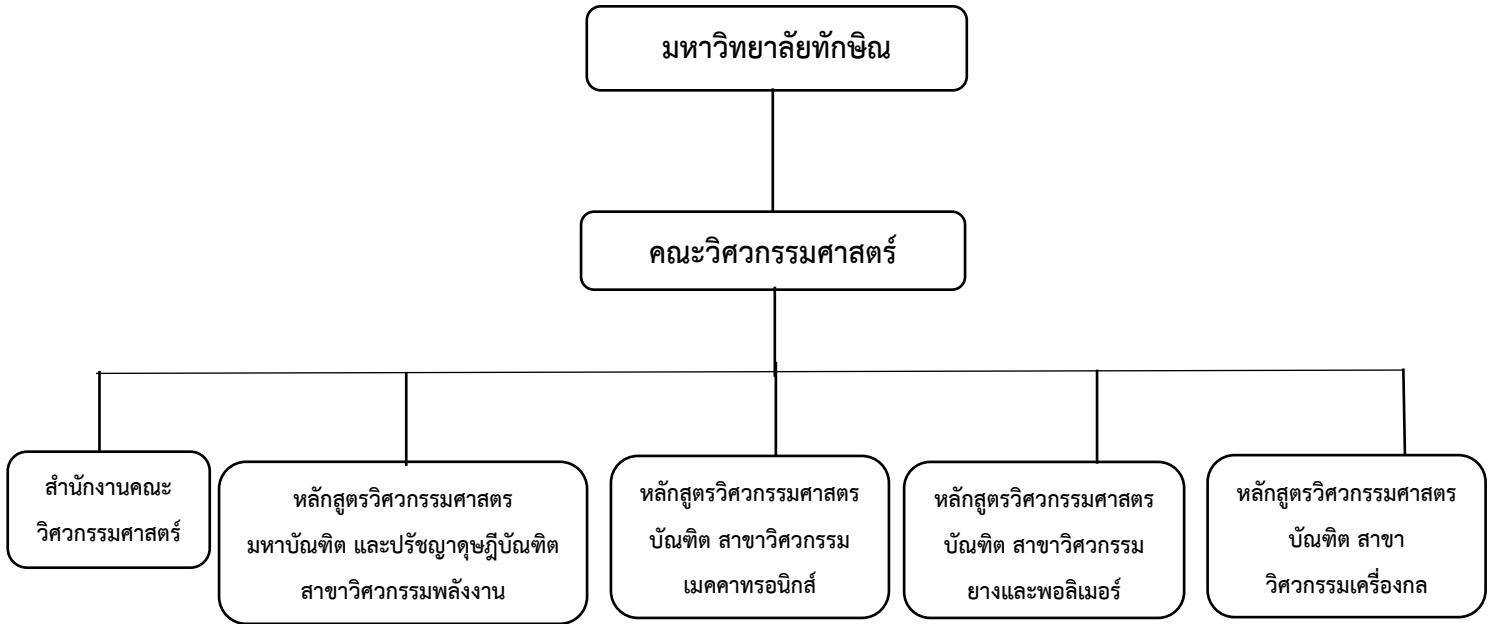 มหาวิทยาลัยทักษิณ
คณะวิศวกรรมศาสตร์
สำนักงานคณะ
วิศวกรรมศาสตร์
หลักสูตรวิศวกรรมศาสตร
มหาบัณฑิต และปรัชญาดุษฎีบัณฑิต
สาขาวิศวกรรมพลังงาน
หลักสูตรวิศวกรรมศาสตร
บัณฑิต สาขาวิศวกรรม
เมคคาทรอนิกส์
หลักสูตรวิศวกรรมศาสตร
บัณฑิต สาขาวิศวกรรม
ยางและพอลิเมอร์
หลักสูตรวิศวกรรมศาสตร
บัณฑิต สาขา
วิศวกรรมเครื่องกล